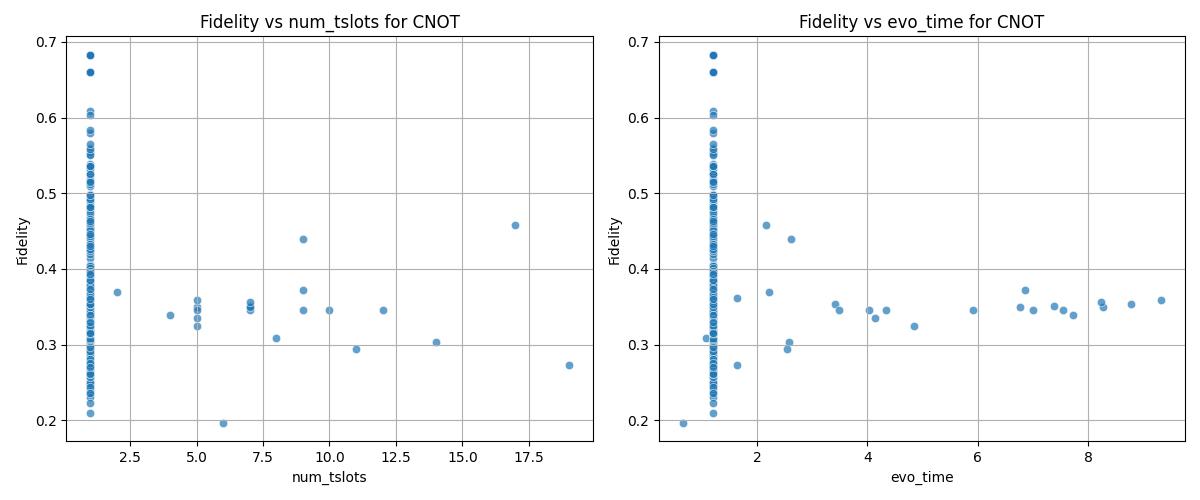 Fidelity vs num_tslots for CNOT
0.7
0.6
0.5
0.4
0.3
0.2
Fidelity
2.5 5.0 7.5 10.0 12.5 15.0 17.5
num_tslots
Fidelity vs evo_time for CNOT
0.7
0.6
0.5
0.4
0.3
0.2
Fidelity
2 4 6 8
evo_time